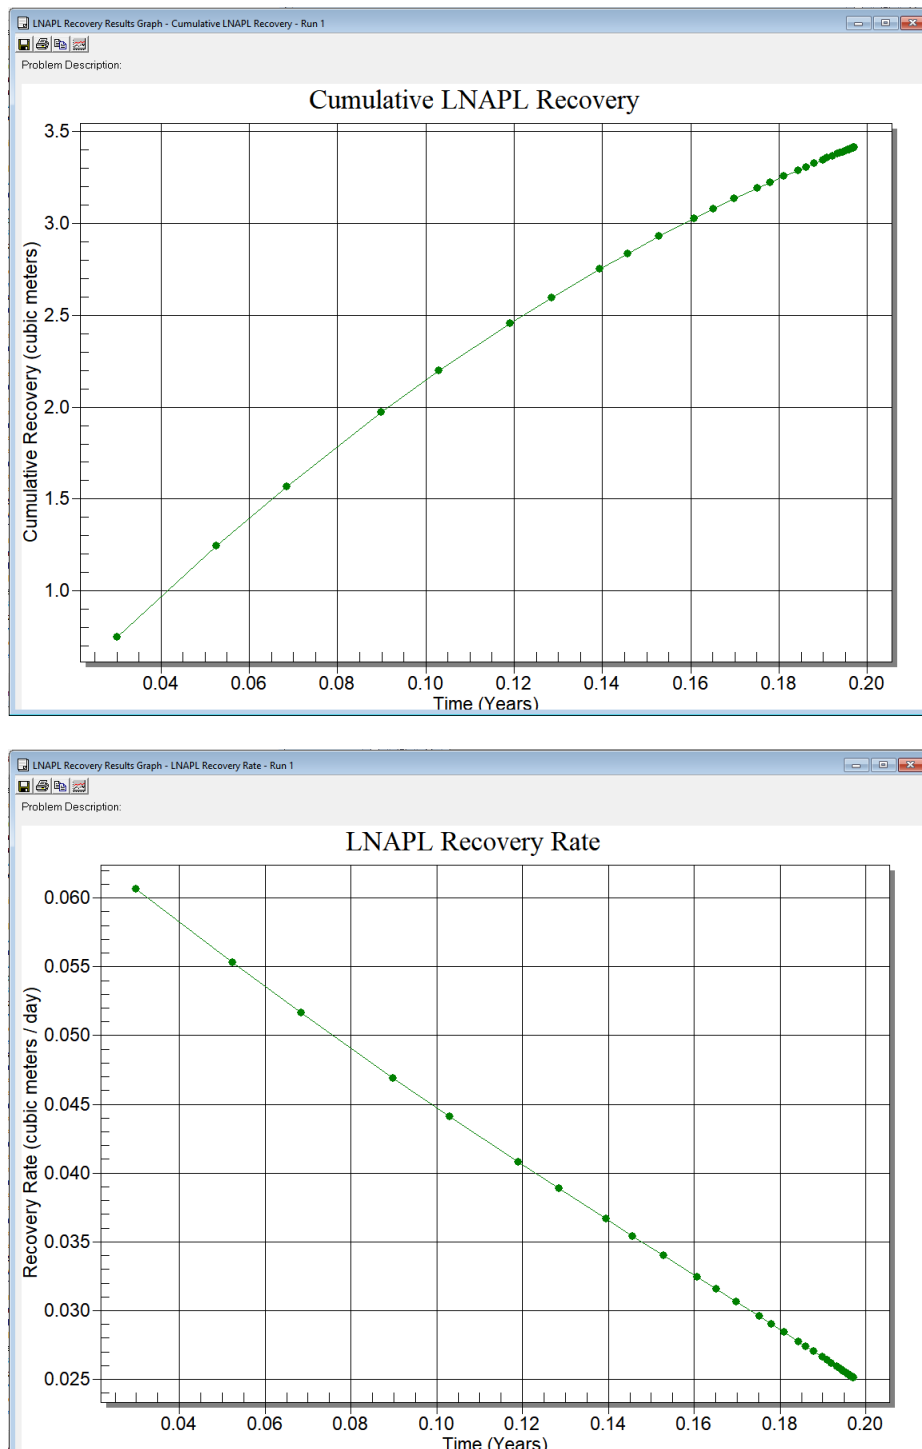 LNAPL Recovery Results Graph - Cumulative LNAPL Recovery - Run 1
Problem Description:
Cumulative LNAPL Recovery
Cumulative Recovery (cubic meters)
3.5
3.0
2.5
2.0
1.5
1.0
0.04 0.06 0.08 0.10 0.12 0.14 0.16 0.18 0.20
Time (Years)
LNAPL Recovery Results Graph - LNAPL Recovery Rate - Run 1
Problem Description:
LNAPL Recovery Rate
Recovery Rate (cubic meters / day)
0.060
0.055
0.050
0.045
0.040
0.035
0.030
0.025
0.04 0.06 0.08 0.10 0.12 0.14 0.16 0.18 0.20
Time (Years)